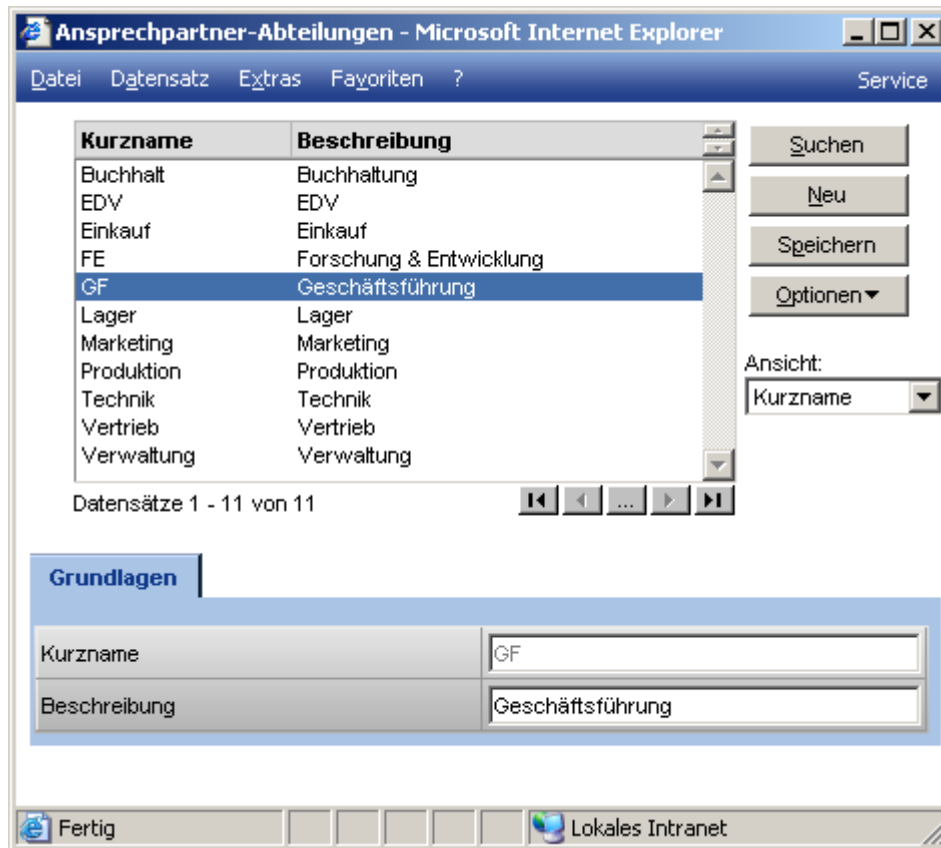 Ansprechpartner-Abteilungen - Microsoft Internet Explorer
Datei Datensatz Extras Favoriten ? Service
Kurzname Beschreibung
Buchhalt Buchhaltung
EDV EDV
Einkauf Einkauf
FE Forschung & Entwicklung
GF Geschäftsführung
Lager Lager
Marketing Marketing
Produktion Produktion
Technik Technik
Vertrieb Vertrieb
Verwaltung Verwaltung
Datensätze 1 - 11 von 11
...
Suchen
Neu
Speichern
Optionen
Ansicht:
Kurzname
Grundlagen
Kurzname GF
Beschreibung Geschäftsführung
Fertig Lokales Intranet